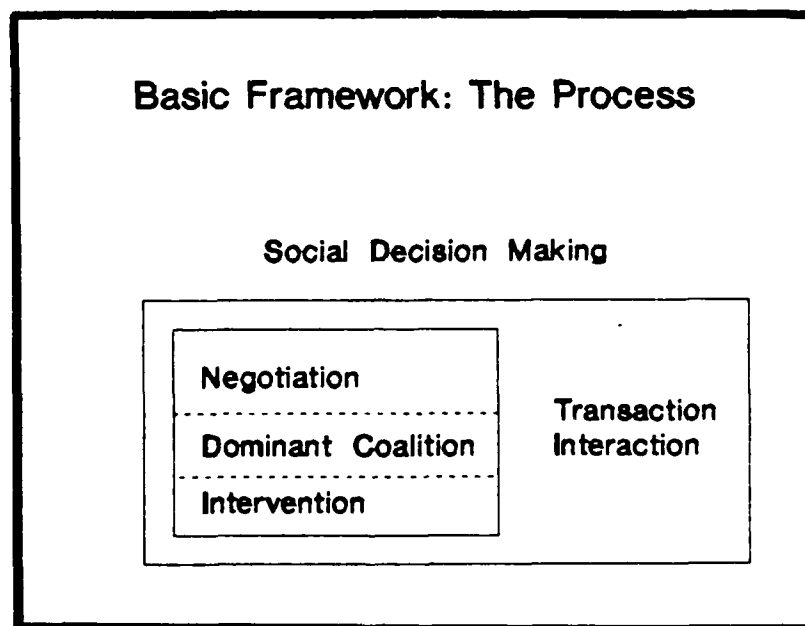 Basic Framework: The Process
Social Decision Making
Negotiation
Dominant Coalition
Intervention
Transaction
Interaction